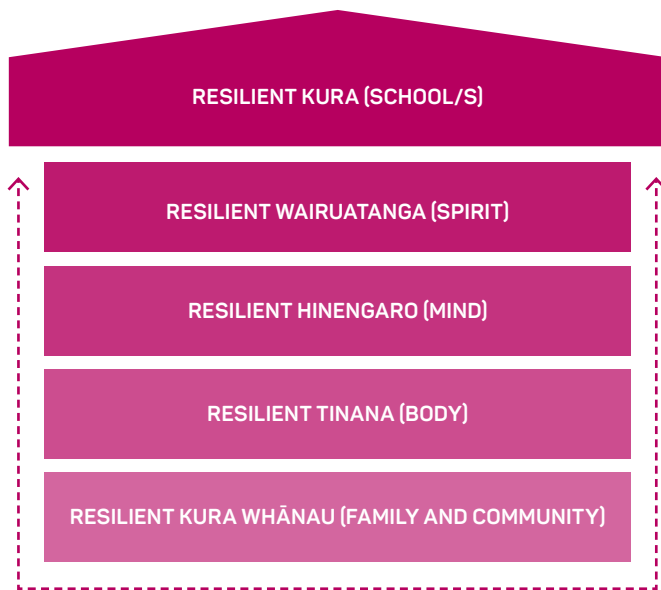 RESILIENT KURA (SCHOOL/S)
RESILIENT WAIRUATANGA (SPIRIT)
RESILIENT HINENGARO (MIND)
RESILIENT TINANA (BODY)
RESILIENT KURA WHĀNAU (FAMILY AND COMMUNITY)